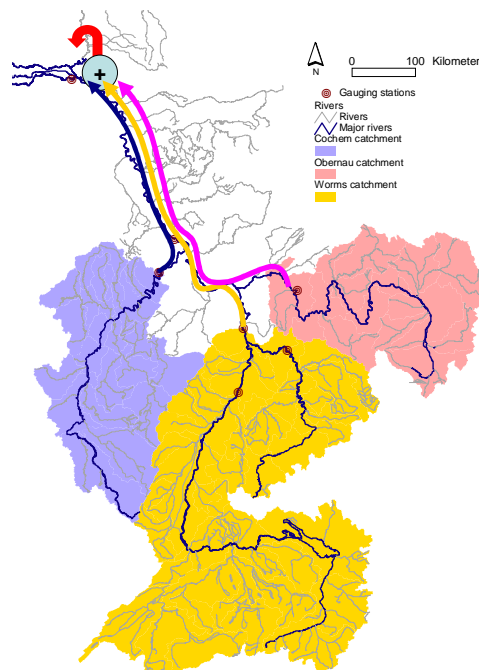 +
N
0 100 Kilometer
Gauging stations
Rivers
Rivers
Major rivers
Cochem catchment
Obernau catchment
Worms catchment